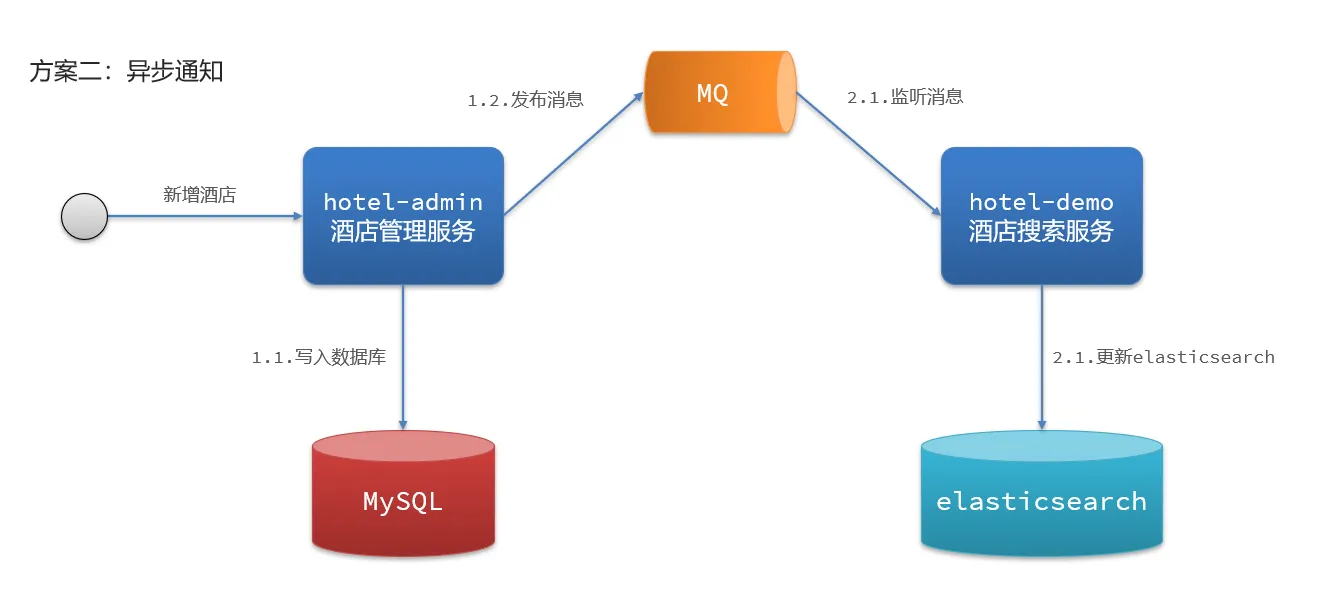 方案二：异步通知
MQ
1.2.发布消息
2.1.监听消息
新增酒店
hotel-admin
酒店管理服务
hotel-demo
酒店搜索服务
1.1.写入数据库
2.1.更新elasticsearch
MySQL
elasticsearch